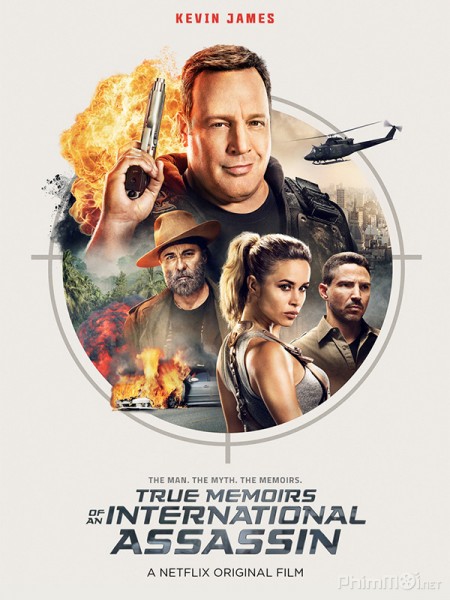 KEVIN JAMES
THE MAN. THE MYTH. THE MEMOIRS.
TRUE MEMOIRS
OF AN INTERNATIONAL
ASSASSIN
A NETFLIX ORIGINAL FILM
PhimMoi.NET